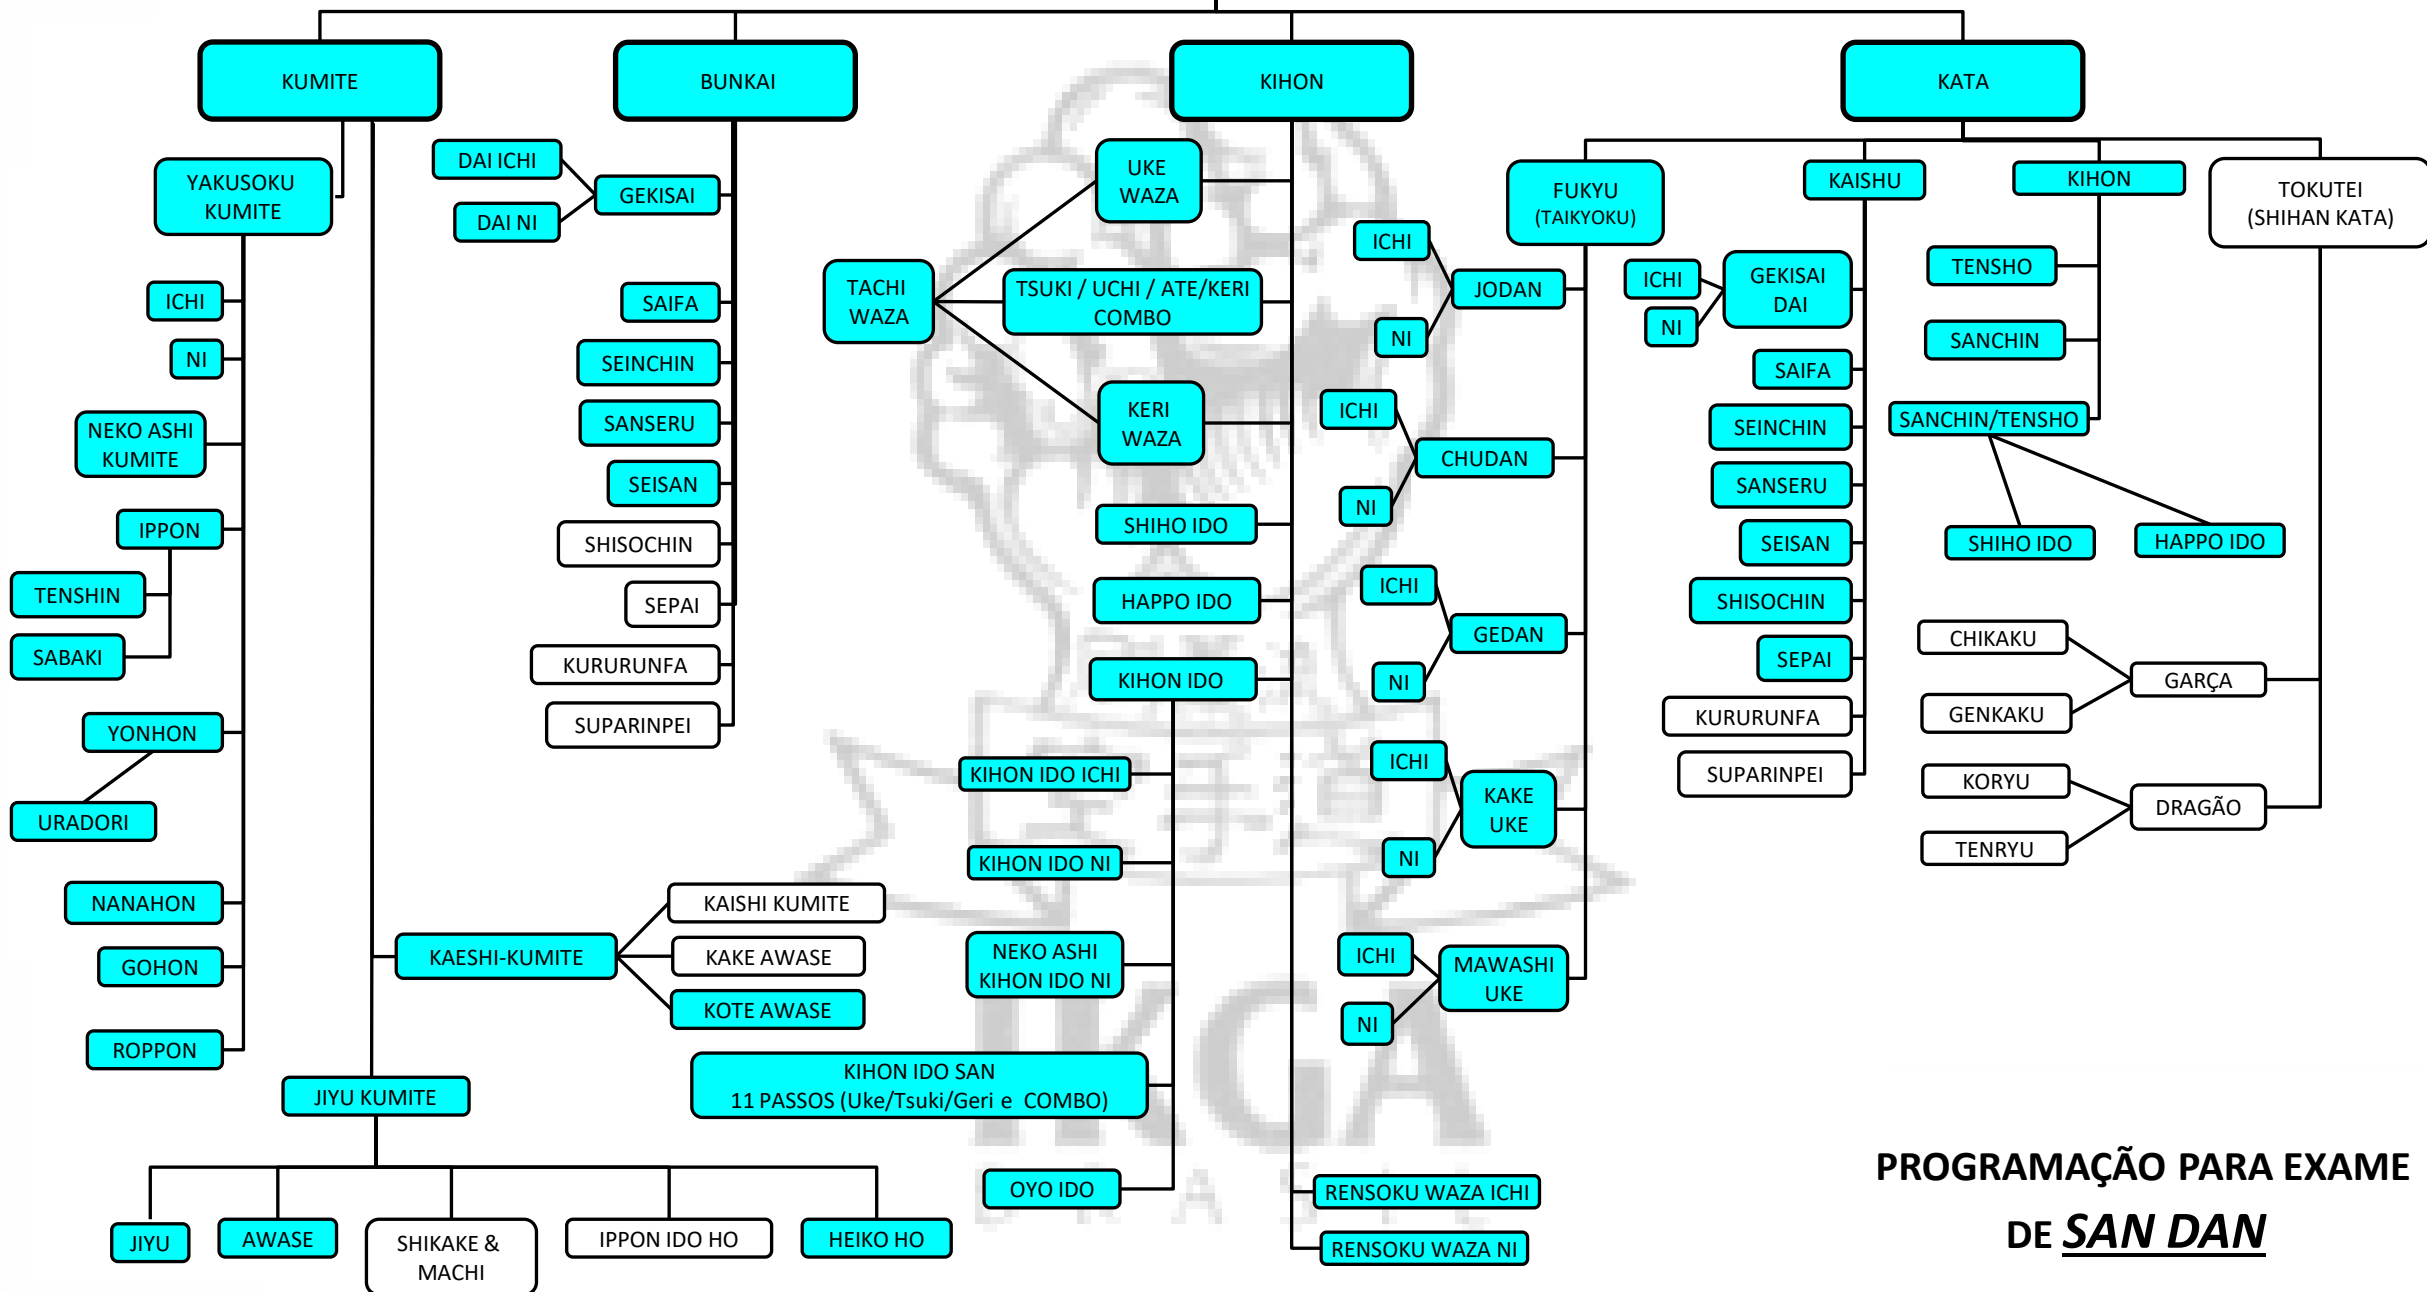 KUMITE
BUNKAI
KIHON
KATA
YAKUSOKU
KUMITE
ICHI
NI
NEKO ASHI
KUMITE
IPPON
TENSHIN
SABAKI
YONHON
URADORI
NANAHON
GOHON
ROPPON
KAESHI-KUMITE
KAISHI KUMITE
KAKE AWASE
KOTE AWASE
JIYU KUMITE
JIYU
AWASE
SHIKAKE &
MACHI
IPPON IDO HO
HEIKO HO
DAI ICHI
DAI NI
GEKISAI
SAIFA
SEINCHIN
SANSERU
SEISAN
SHISOCHIN
SEPAI
KURURUNFA
SUPARINPEI
TACHI
WAZA
UKE
WAZA
TSUKI / UCHI / ATE/KERI
COMBO
KERI
WAZA
SHIHO IDO
HAPPO IDO
KIHON IDO
KIHON IDO ICHI
KIHON IDO NI
NEKO ASHI
KIHON IDO NI
KIHON IDO SAN
11 PASSOS (Uke/Tsuki/Geri e COMBO)
OYO IDO
RENSOKU WAZA ICHI
RENSOKU WAZA NI
FUKYU
(TAIKYOKU)
ICHI
NI
JODAN
ICHI
NI
CHUDAN
ICHI
NI
GEDAN
ICHI
NI
KAKE
UKE
ICHI
NI
MAWASHI
UKE
KAISHU
ICHI
NI
GEKISAI
DAI
SAIFA
SEINCHIN
SANSERU
SEISAN
SHISOCHIN
SEPAI
KURURUNFA
SUPARINPEI
KIHON
TENSHO
SANCHIN
SANCHIN/TENSHO
SHIHO IDO
HAPPO IDO
TOKUTEI
(SHIHAN KATA)
CHIKAKU
GENKAKU
GARÇA
KORYU
TENRYU
DRAGÃO
IKGA
PROGRAMAÇÃO PARA EXAME
DE SAN DAN